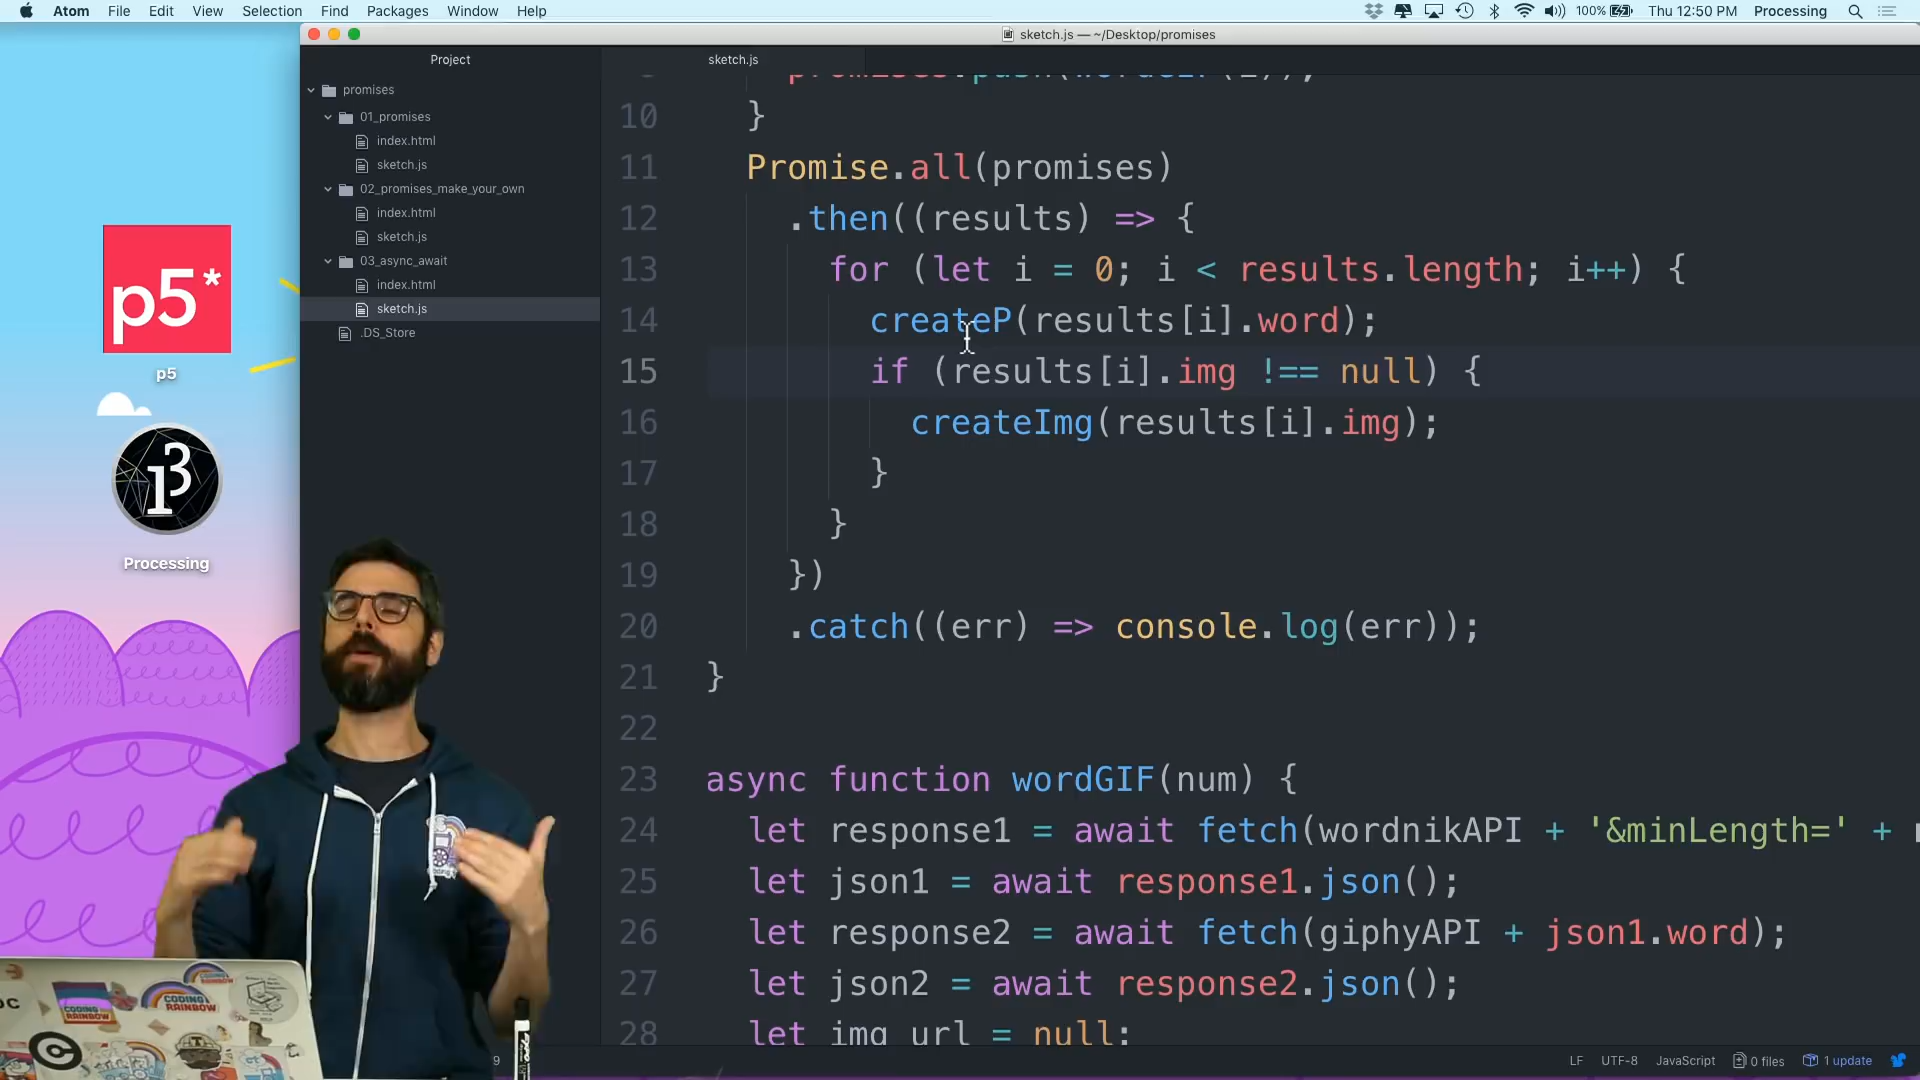 Atom File Edit View Selection Find Packages Window Help 100% Thu 12:50 PM Processing
sketch.js — ~/Desktop/promises
Project
sketch.js
promises
01_promises
index.html
sketch.js
02_promises_make_your_own
index.html
sketch.js
03_async_await
index.html
sketch.js
.DS_Store
p5*
p5
Processing
10 }
11 Promise.all(promises)
12 .then((results) => {
13 for (let i = 0; i < results.length; i++) {
14 createP(results[i].word);
15 if (results[i].img !== null) {
16 createImg(results[i].img);
17 }
18 }
19 })
20 .catch((err) => console.log(err));
21 }
22
23 async function wordGIF(num) {
24 let response1 = await fetch(wordnikAPI + '&minLength=' +
25 let json1 = await response1.json();
26 let response2 = await fetch(giphyAPI + json1.word);
27 let json2 = await response2.json();
28 let img_url = null;
LF UTF-8 JavaScript 0 files 1 update
CODING RAINBOW
CODING RAINBOW